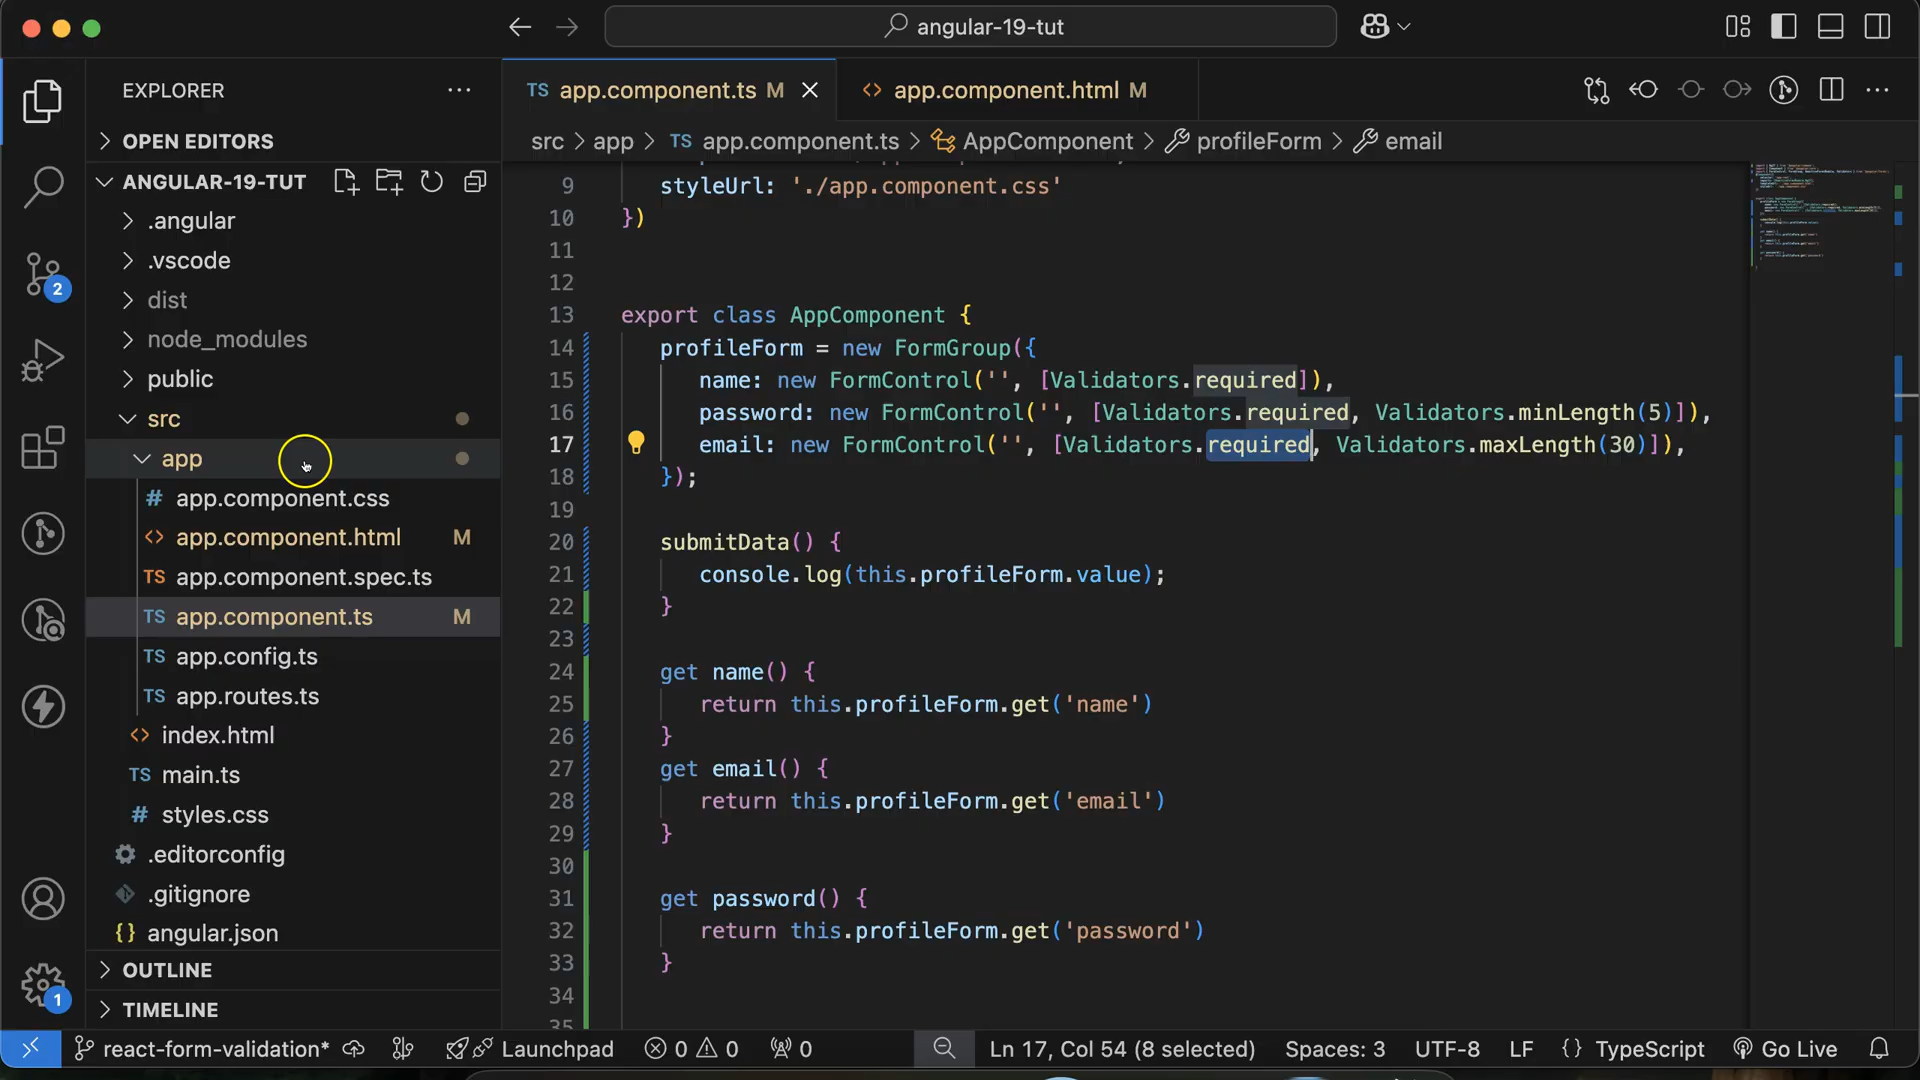 angular-19-tut
EXPLORER
TS app.component.ts M
<> app.component.html M
OPEN EDITORS
src > app > TS app.component.ts > AppComponent > profileForm > email
ANGULAR-19-TUT
.angular
.vscode
dist
node_modules
public
src
app
# app.component.css
<> app.component.html M
TS app.component.spec.ts
TS app.component.ts M
TS app.config.ts
TS app.routes.ts
<> index.html
TS main.ts
# styles.css
.editorconfig
.gitignore
{} angular.json
OUTLINE
TIMELINE
2
1
9 styleUrl: './app.component.css'
10 })
11
12
13 export class AppComponent {
14 profileForm = new FormGroup({
15 name: new FormControl('', [Validators.required]),
16 password: new FormControl('', [Validators.required, Validators.minLength(5)]),
17 email: new FormControl('', [Validators.required, Validators.maxLength(30)]),
18 });
19
20 submitData() {
21 console.log(this.profileForm.value);
22 }
23
24 get name() {
25 return this.profileForm.get('name')
26 }
27 get email() {
28 return this.profileForm.get('email')
29 }
30
31 get password() {
32 return this.profileForm.get('password')
33 }
34
35
react-form-validation* Launchpad 0 0 0 Ln 17, Col 54 (8 selected) Spaces: 3 UTF-8 LF {} TypeScript Go Live